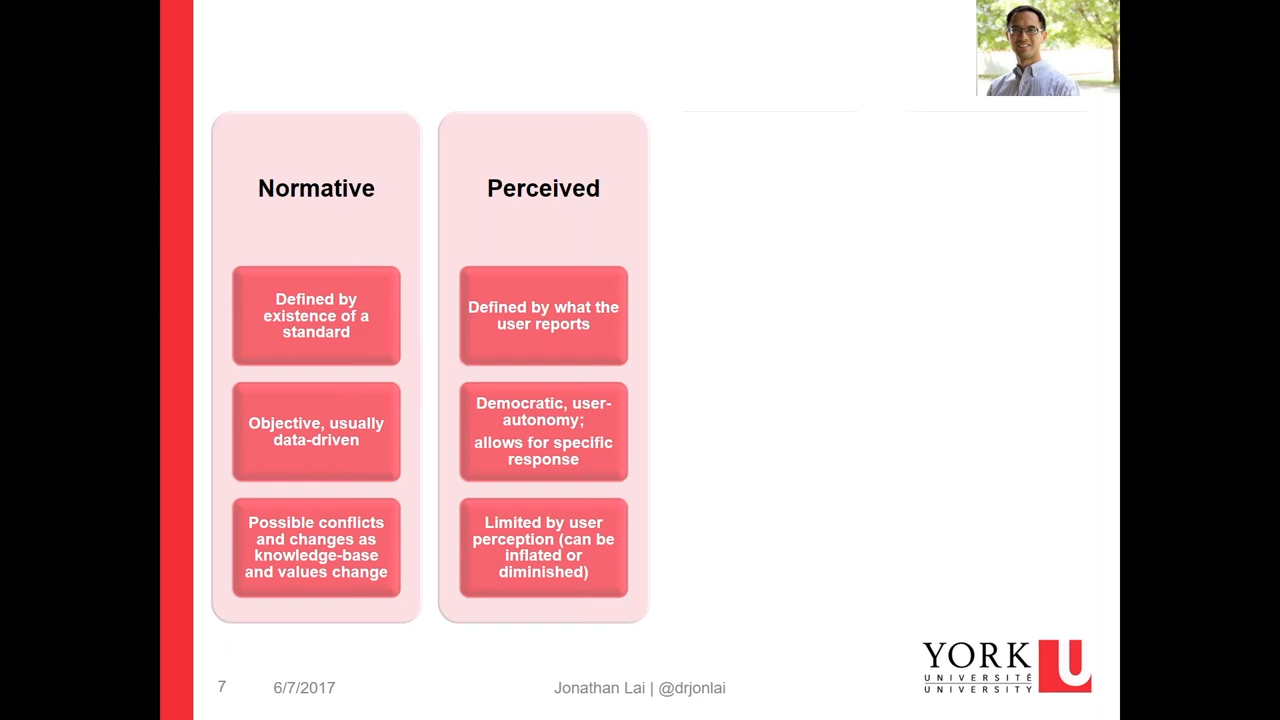 Normative
Defined by
existence of a
standard
Objective, usually
data-driven
Possible conflicts
and changes as
knowledge-base
and values change
Perceived
Defined by what the
user reports
Democratic, user-
autonomy;
allows for specific
response
Limited by user
perception (can be
inflated or
diminished)
7
6/7/2017
Jonathan Lai | @drjonlai
YORK U
UNIVERSITÉ
UNIVERSITY